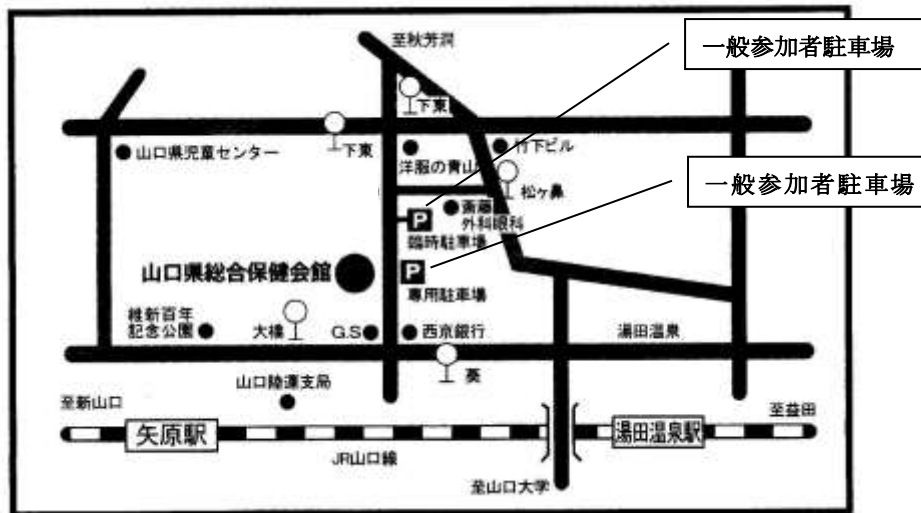 至秋芳洞
一般参加者駐車場
下東
下東
竹下ビル
山口県児童センター
洋服の青山
松ヶ鼻
一般参加者駐車場
斎藤
外科眼科
P
臨時駐車場
山口県総合保健会館
P
専用駐車場
維新百年
記念公園
大橋
G.S
西京銀行
湯田温泉
葵
山口陸運支局
至新山口
至益田
矢原駅
湯田温泉駅
JR山口線
至山口大学